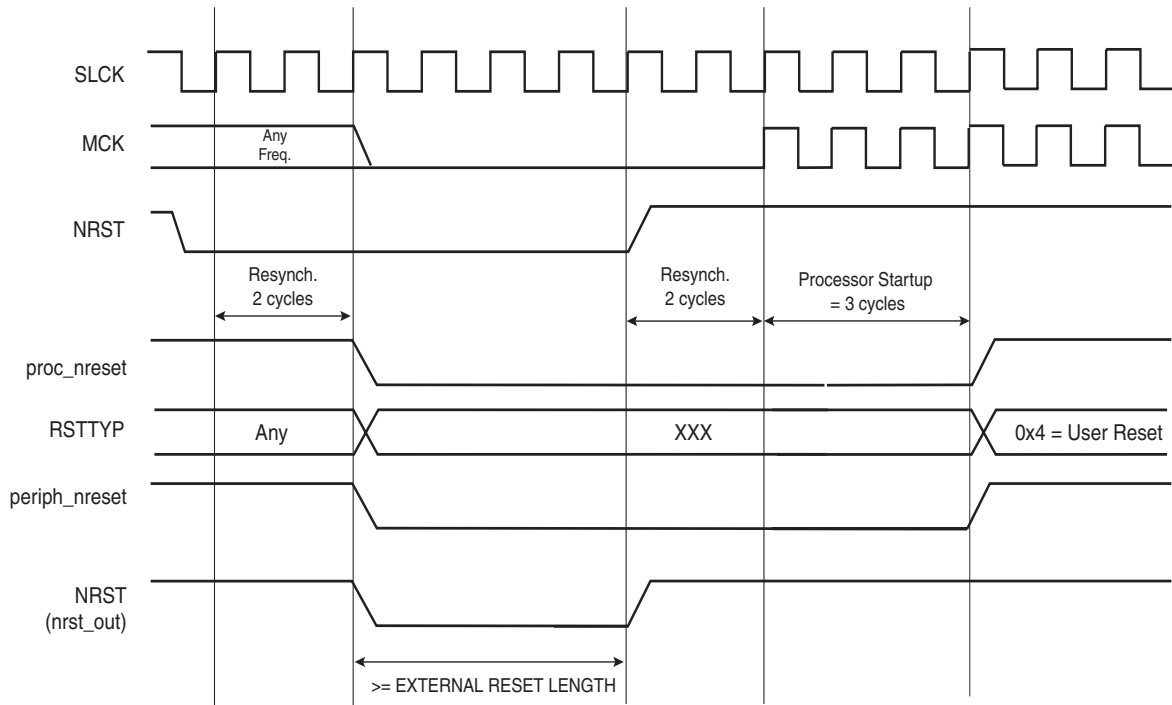 SLCK
MCK
Any
Freq.
NRST
Resynch.
2 cycles
Resynch.
2 cycles
Processor Startup
= 3 cycles
proc_nreset
RSTTYP
Any
XXX
0x4 = User Reset
periph_nreset
NRST
(nrst_out)
>= EXTERNAL RESET LENGTH